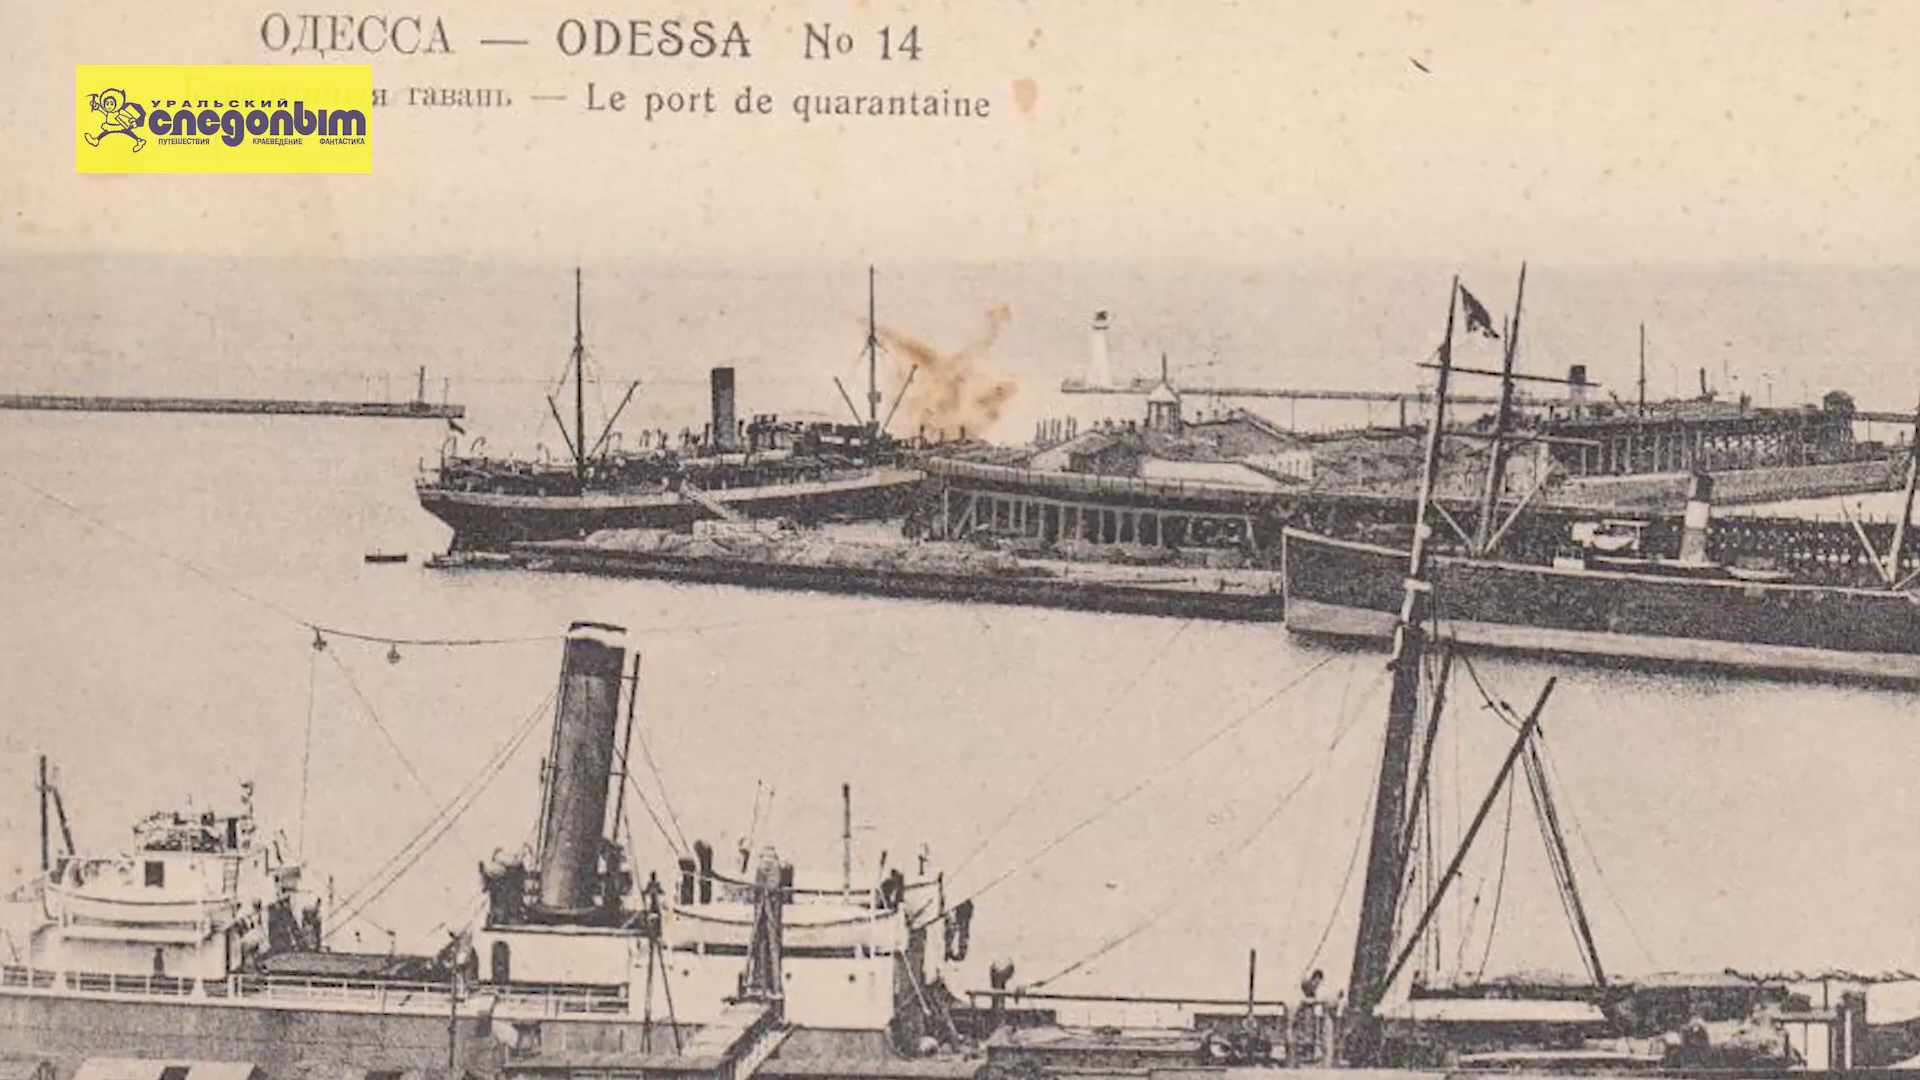 ОДЕССА — ODESSA № 14
гавань — Le port de quarantaine
УРАЛЬСКИЙ
следопыт
ПУТЕШЕСТВИЯ КРАЕВЕДЕНИЕ ФАНТАСТИКА